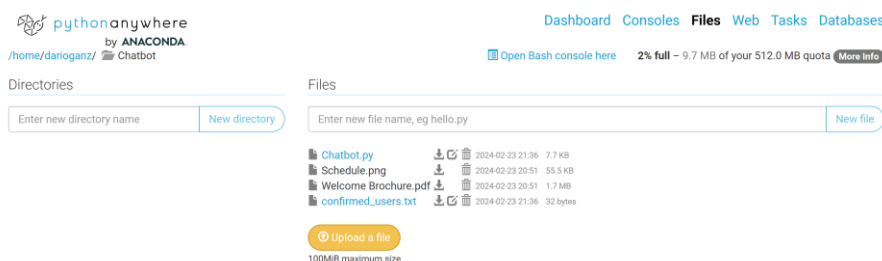 pythonanywhere
by ANACONDA.
Dashboard Consoles Files Web Tasks Databases
/home/darioganz/ Chatbot
Open Bash console here 2% full – 9.7 MB of your 512.0 MB quota More Info
Directories
Enter new directory name New directory
Files
Enter new file name, eg hello.py New file
Chatbot.py 2024-02-23 21:36 7.7 KB
Schedule.png 2024-02-23 20:51 55.5 KB
Welcome Brochure.pdf 2024-02-23 20:51 1.7 MB
confirmed_users.txt 2024-02-23 21:36 32 bytes
Upload a file
100MiB maximum size